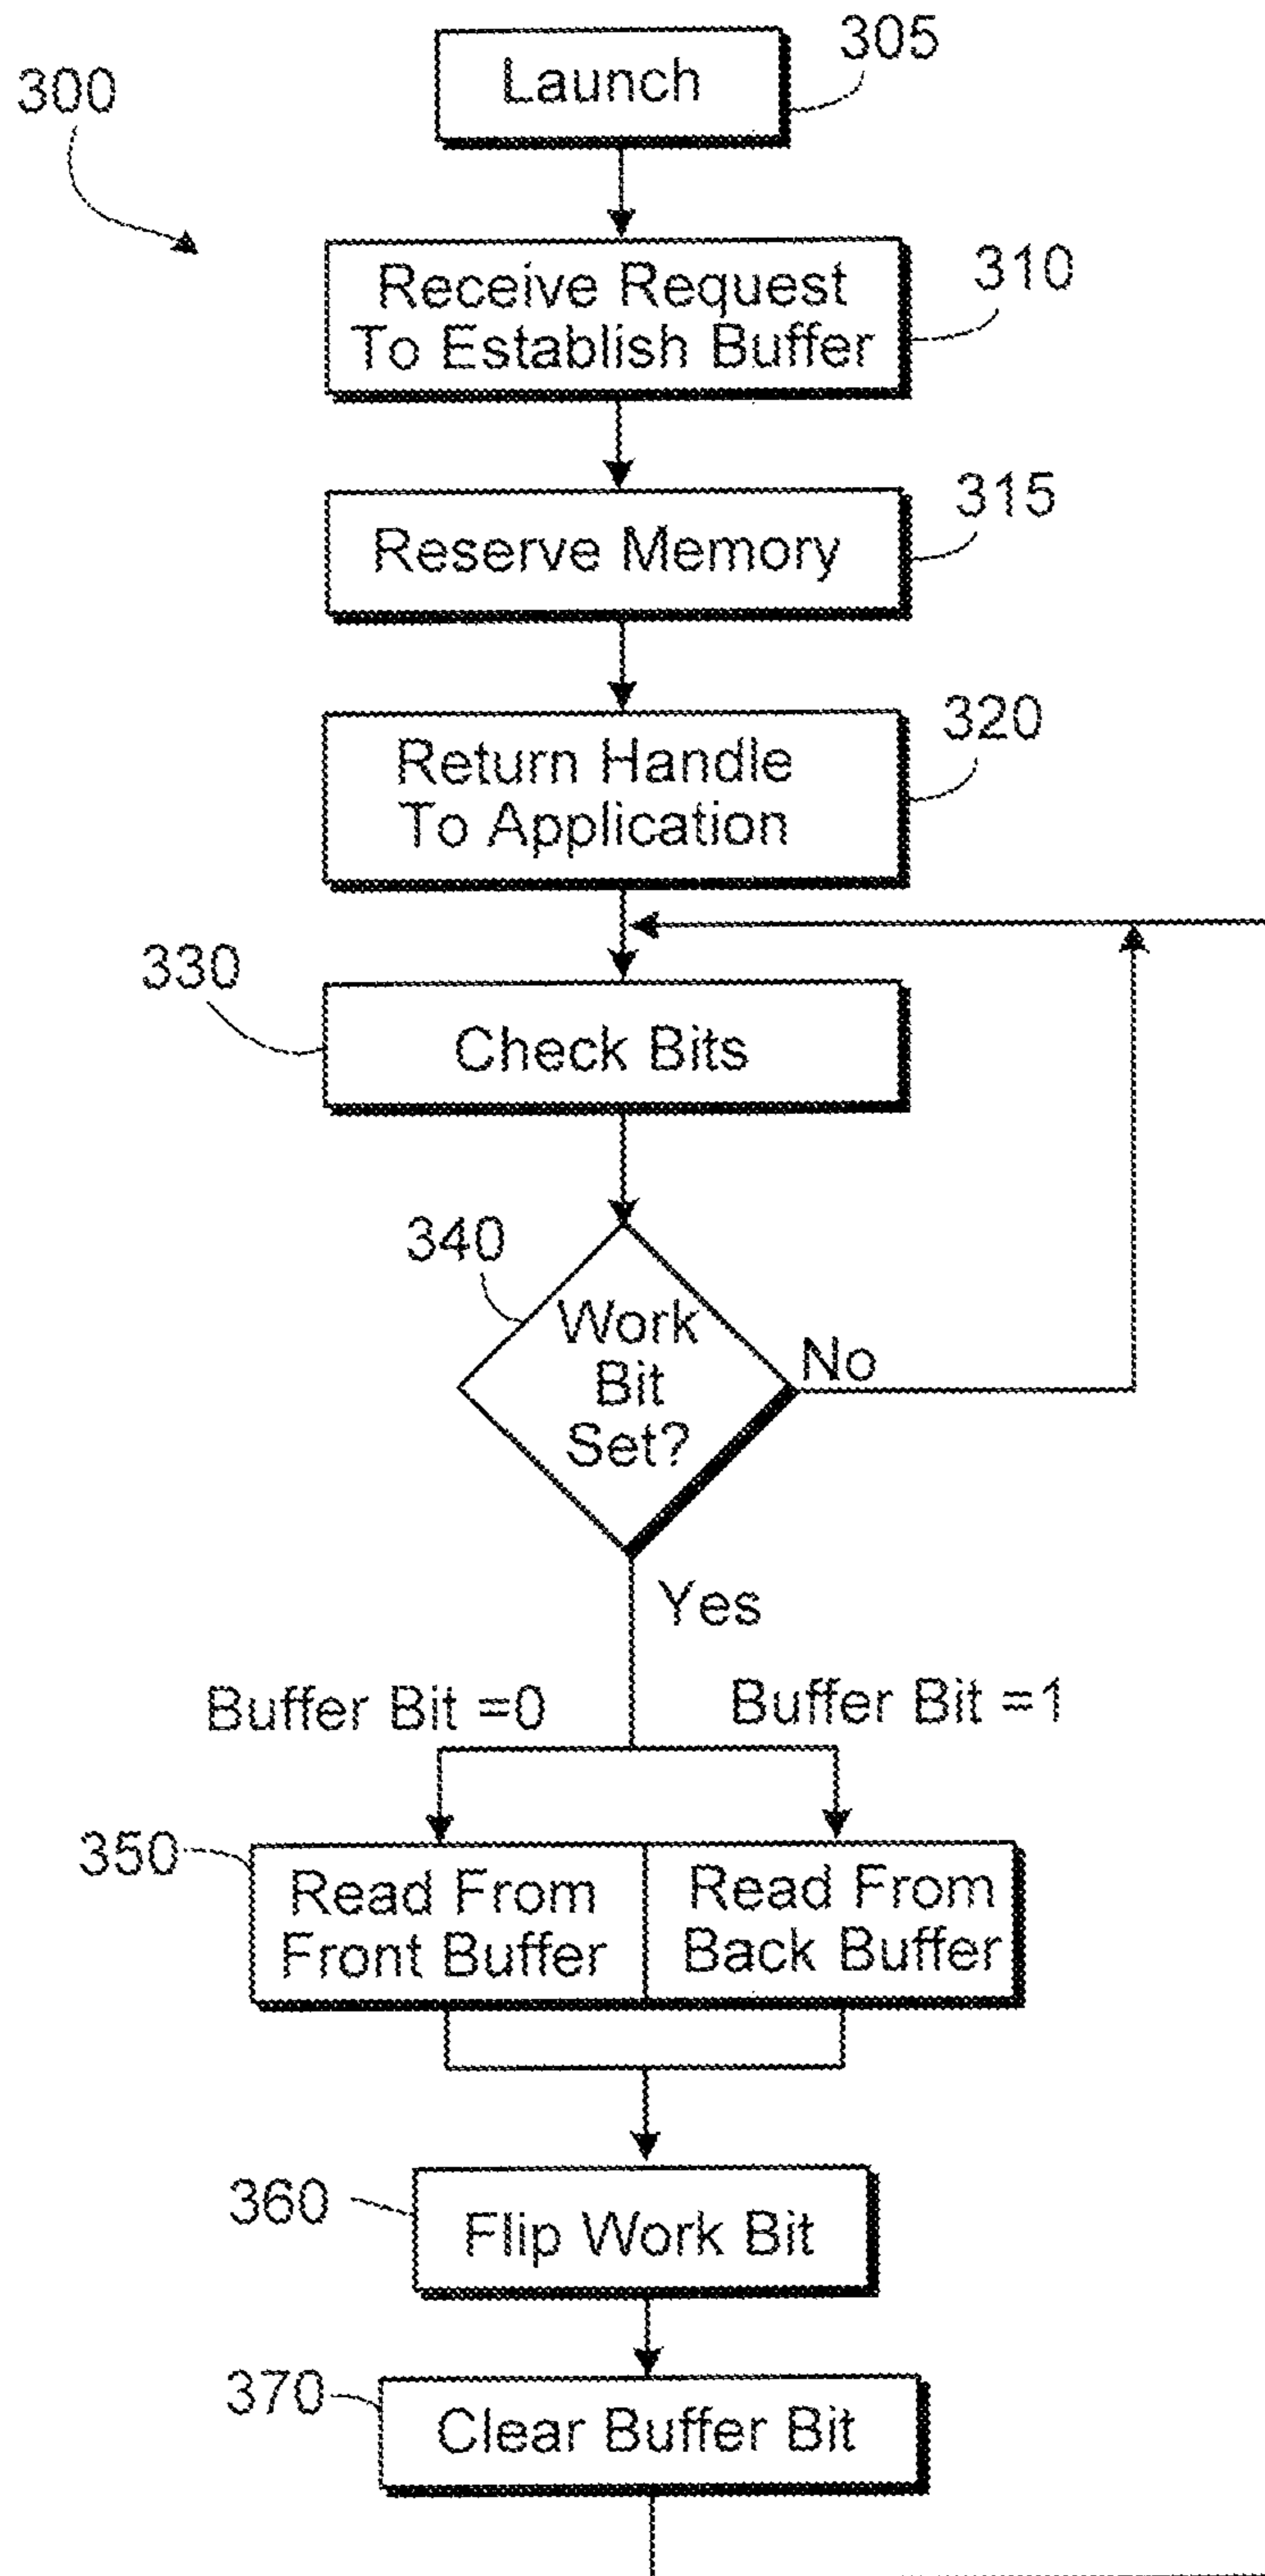 305
Launch
300
310
Receive Request
To Establish Buffer
315
Reserve Memory
320
Return Handle
To Application
330
Check Bits
340
Work
Bit
Set?
No
Yes
Buffer Bit =0
Buffer Bit =1
350
Read From
Front Buffer
Read From
Back Buffer
360
Flip Work Bit
370
Clear Buffer Bit